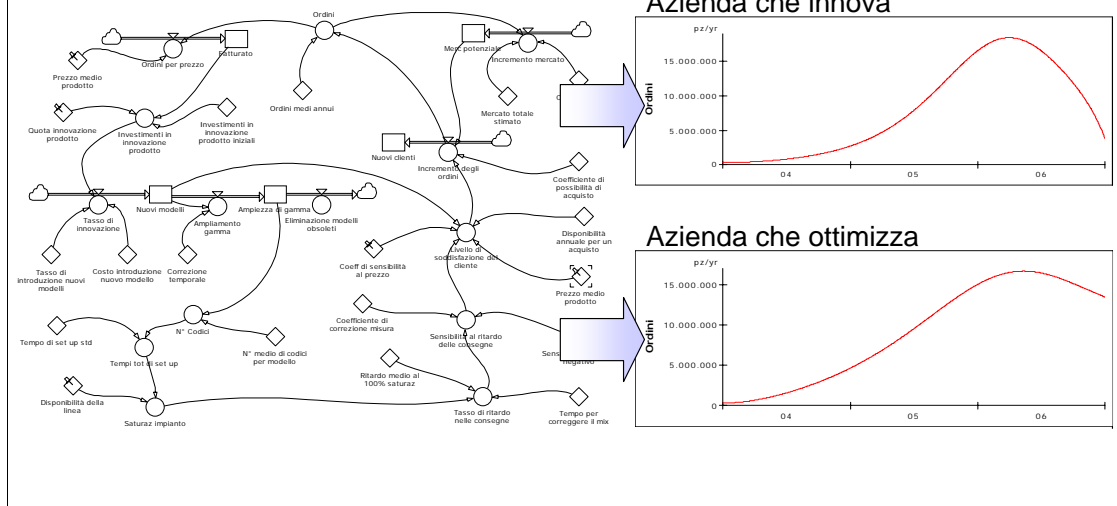 Azienda che innova
Ordini
Fatturato
Ordini per prezzo
Prezzo medio
prodotto
Merc potenziale
Incremento mercato
Ordini medi annui
Mercato totale
stimato
Quota innovazione
prodotto
Investimenti in
innovazione
prodotto
Investimenti in
innovazione
prodotto iniziali
Nuovi clienti
Incremento degli
ordini
Coefficiente di
possibilità di
acquisto
Nuovi modelli
Ampiezza di gamma
Tasso di
innovazione
Ampliamento
gamma
Eliminazione modelli
obsoleti
Disponibilità
annuale per un
acquisto
Livello di
soddisfazione del
cliente
Coeff di sensibilità
al prezzo
Tasso di
introduzione nuovi
modelli
Costo introduzione
nuovo modello
Correzione
temporale
Prezzo medio
prodotto
Coefficiente di
correzione misura
N° Codici
Sensibilità al ritardo
delle consegne
Sens
negativo
Tempo di set up std
Tempi tot di set up
N° medio di codici
per modello
Ritardo medio al
100% saturaz
Disponibilità della
linea
Saturaz impianto
Tasso di ritardo
nelle consegne
Tempo per
correggere il mix
pz/yr
15.000.000
10.000.000
5.000.000
0
Ordini
04
05
06
Azienda che ottimizza
pz/yr
15.000.000
10.000.000
5.000.000
0
Ordini
04
05
06